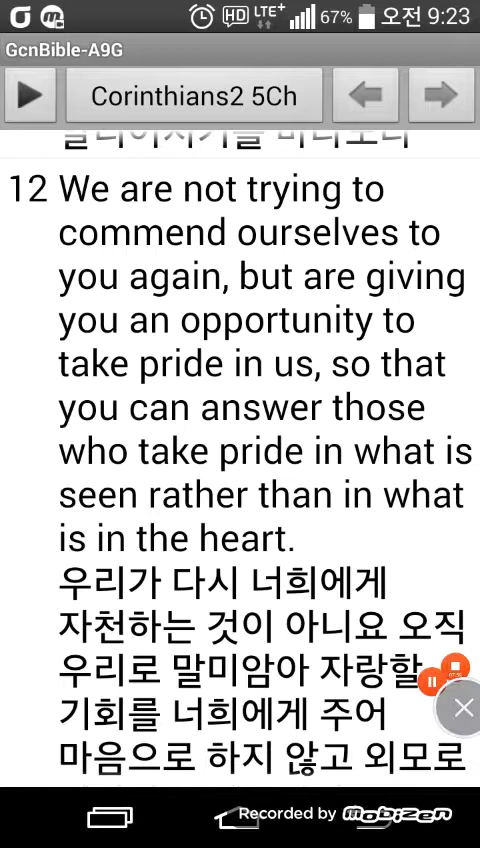 HD LTE+ 67% 오전 9:23
GcnBible-A9G
Corinthians2 5Ch
12 We are not trying to
commend ourselves to
you again, but are giving
you an opportunity to
take pride in us, so that
you can answer those
who take pride in what is
seen rather than in what
is in the heart.
우리가 다시 너희에게
자천하는 것이 아니요 오직
우리로 말미암아 자랑할
기회를 너희에게 주어
마음으로 하지 않고 외모로
Recorded by Mobizen